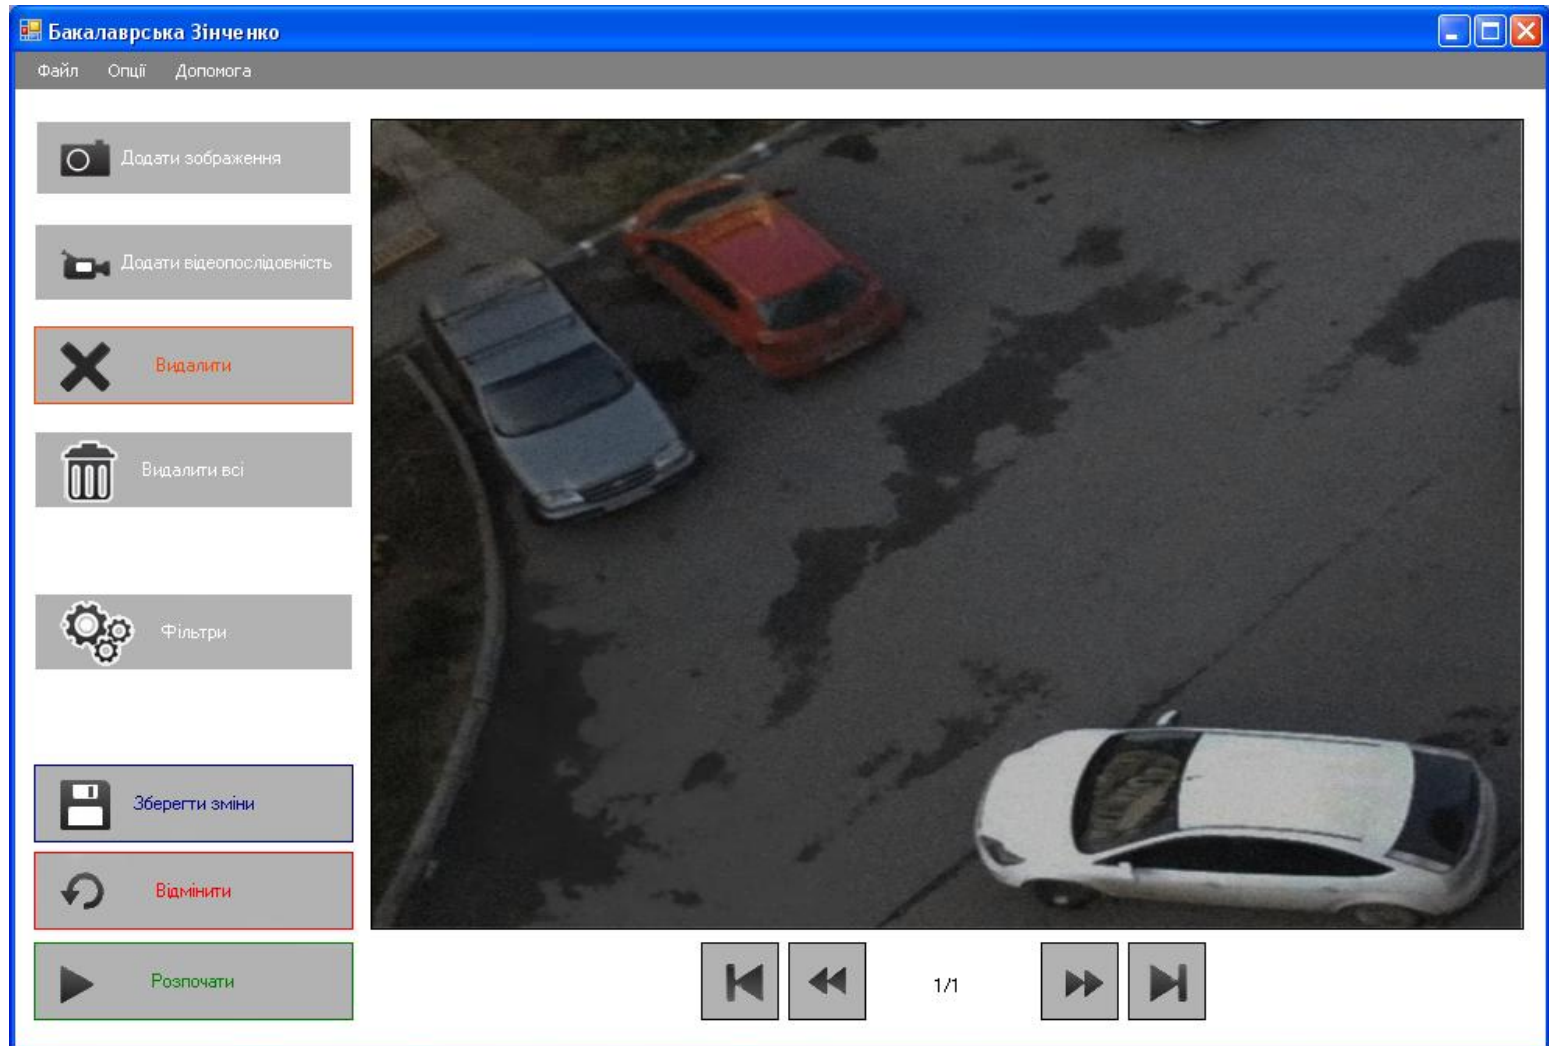 Бакалаврська Зінченко
Файл Опції Допомога
Додати зображення
Додати відеопослідовність
Видалити
Видалити всі
Фільтри
Зберегти зміни
Відмінити
Розпочати
1/1